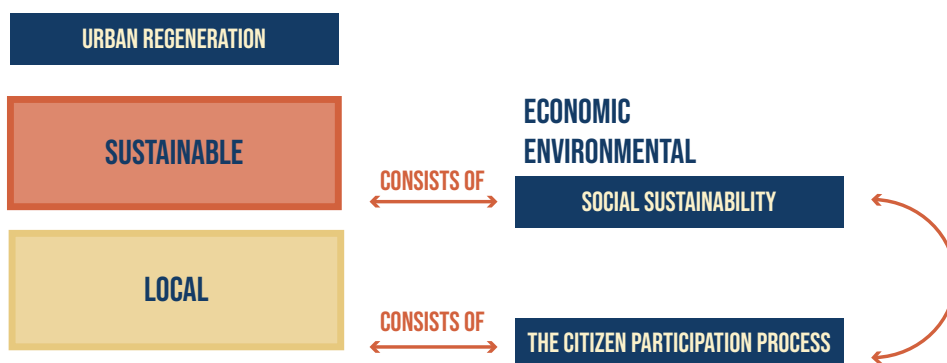 URBAN REGENERATION
SUSTAINABLE
CONSISTS OF
ECONOMIC
ENVIRONMENTAL
SOCIAL SUSTAINABILITY
LOCAL
CONSISTS OF
THE CITIZEN PARTICIPATION PROCESS